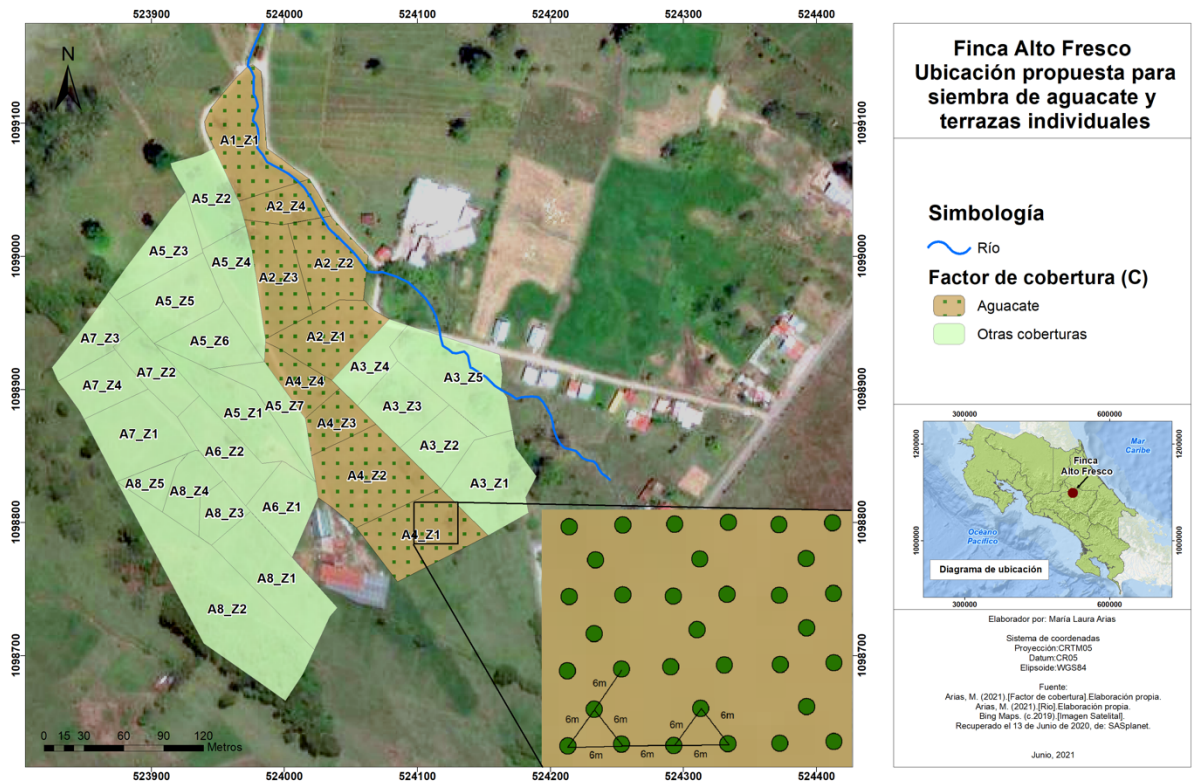 523900 524000 524100 524200 524300 524400
N
1099100
1099000
1098900
1098800
1098700
1099100
1099000
1098900
1098800
1098700
A1_Z1
A5_Z2
A2_Z4
A5_Z3
A5_Z4
A2_Z2
A2_Z3
A5_Z5
A7_Z3
A5_Z6
A2_Z1
A7_Z2
A7_Z4
A4_Z4
A3_Z4
A3_Z5
A5_Z1
A5_Z7
A3_Z3
A7_Z1
A4_Z3
A6_Z2
A3_Z2
A8_Z5
A8_Z4
A4_Z2
A3_Z1
A8_Z3
A6_Z1
A4_Z1
A8_Z1
A8_Z2
6m
6m
6m
6m
6m
6m
6m
6m
0 15 30 60 90 120
Metros
523900 524000 524100 524200 524300 524400
Finca Alto Fresco
Ubicación propuesta para
siembra de aguacate y
terrazas individuales
Simbología
Río
Factor de cobertura (C)
Aguacate
Otras coberturas
300000 600000
1200000
1000000
1200000
1000000
Mar
Caribe
Finca
Alto Fresco
Océano
Pacífico
Diagrama de ubicación
300000 600000
Elaborador por: María Laura Arias
Sistema de coordenadas
Proyección:CRTM05
Datum:CR05
Elipsoide:WGS84
Fuente:
Arias, M. (2021).[Factor de cobertura].Elaboración propia.
Arias, M. (2021).[Río].Elaboración propia.
Bing Maps. (c.2019).[Imagen Satelital].
Recuperado el 13 de Junio de 2020, de: SASplanet.
Junio, 2021